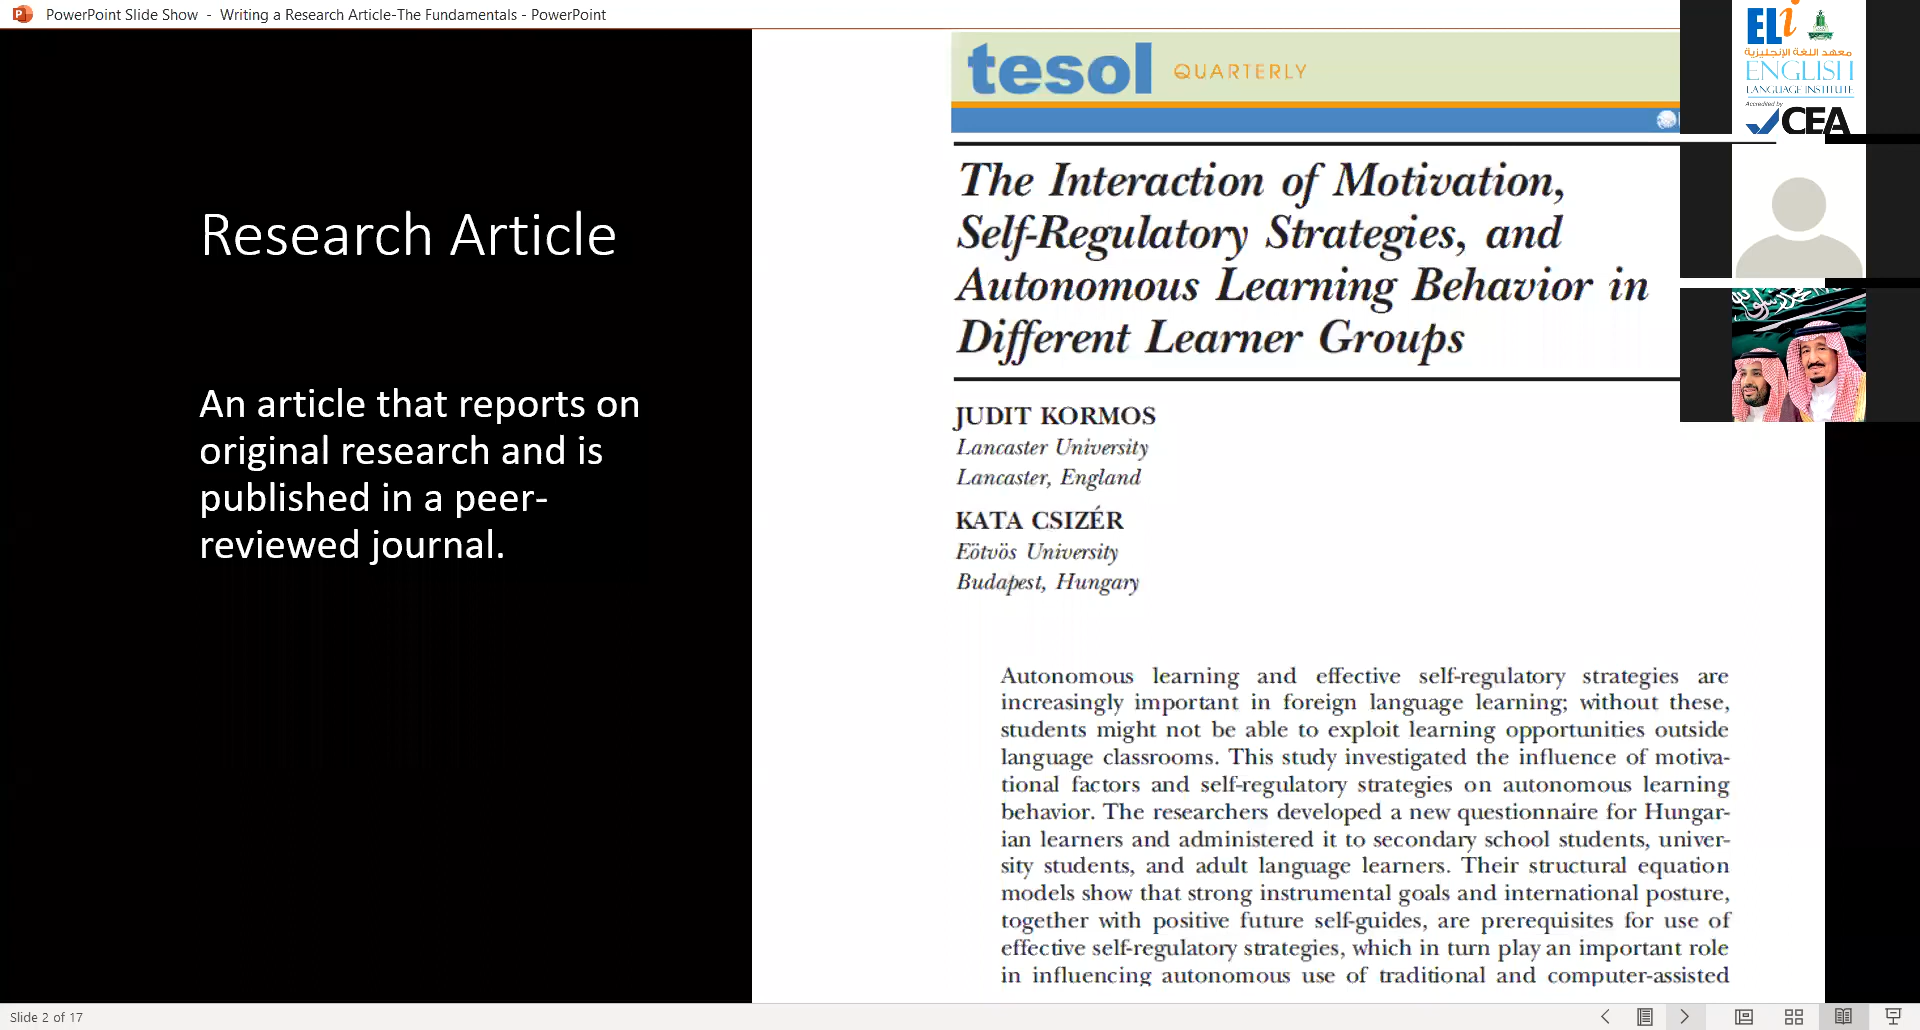 PowerPoint Slide Show - Writing a Research Article-The Fundamentals - PowerPoint
Research Article
An article that reports on
original research and is
published in a peer-
reviewed journal.
tesol QUARTERLY
The Interaction of Motivation,
Self-Regulatory Strategies, and
Autonomous Learning Behavior in
Different Learner Groups
JUDIT KORMOS
Lancaster University
Lancaster, England
KATA CSIZÉR
Eötvös University
Budapest, Hungary
Autonomous learning and effective self-regulatory strategies are
increasingly important in foreign language learning; without these,
students might not be able to exploit learning opportunities outside
language classrooms. This study investigated the influence of motiva-
tional factors and self-regulatory strategies on autonomous learning
behavior. The researchers developed a new questionnaire for Hungar-
ian learners and administered it to secondary school students, univer-
sity students, and adult language learners. Their structural equation
models show that strong instrumental goals and international posture,
together with positive future self-guides, are prerequisites for use of
effective self-regulatory strategies, which in turn play an important role
in influencing autonomous use of traditional and computer-assisted
ELi
معهد اللغة الإنجليزية
ENGLISH
LANGUAGE INSTITUTE
Accredited by
CEA
Slide 2 of 17